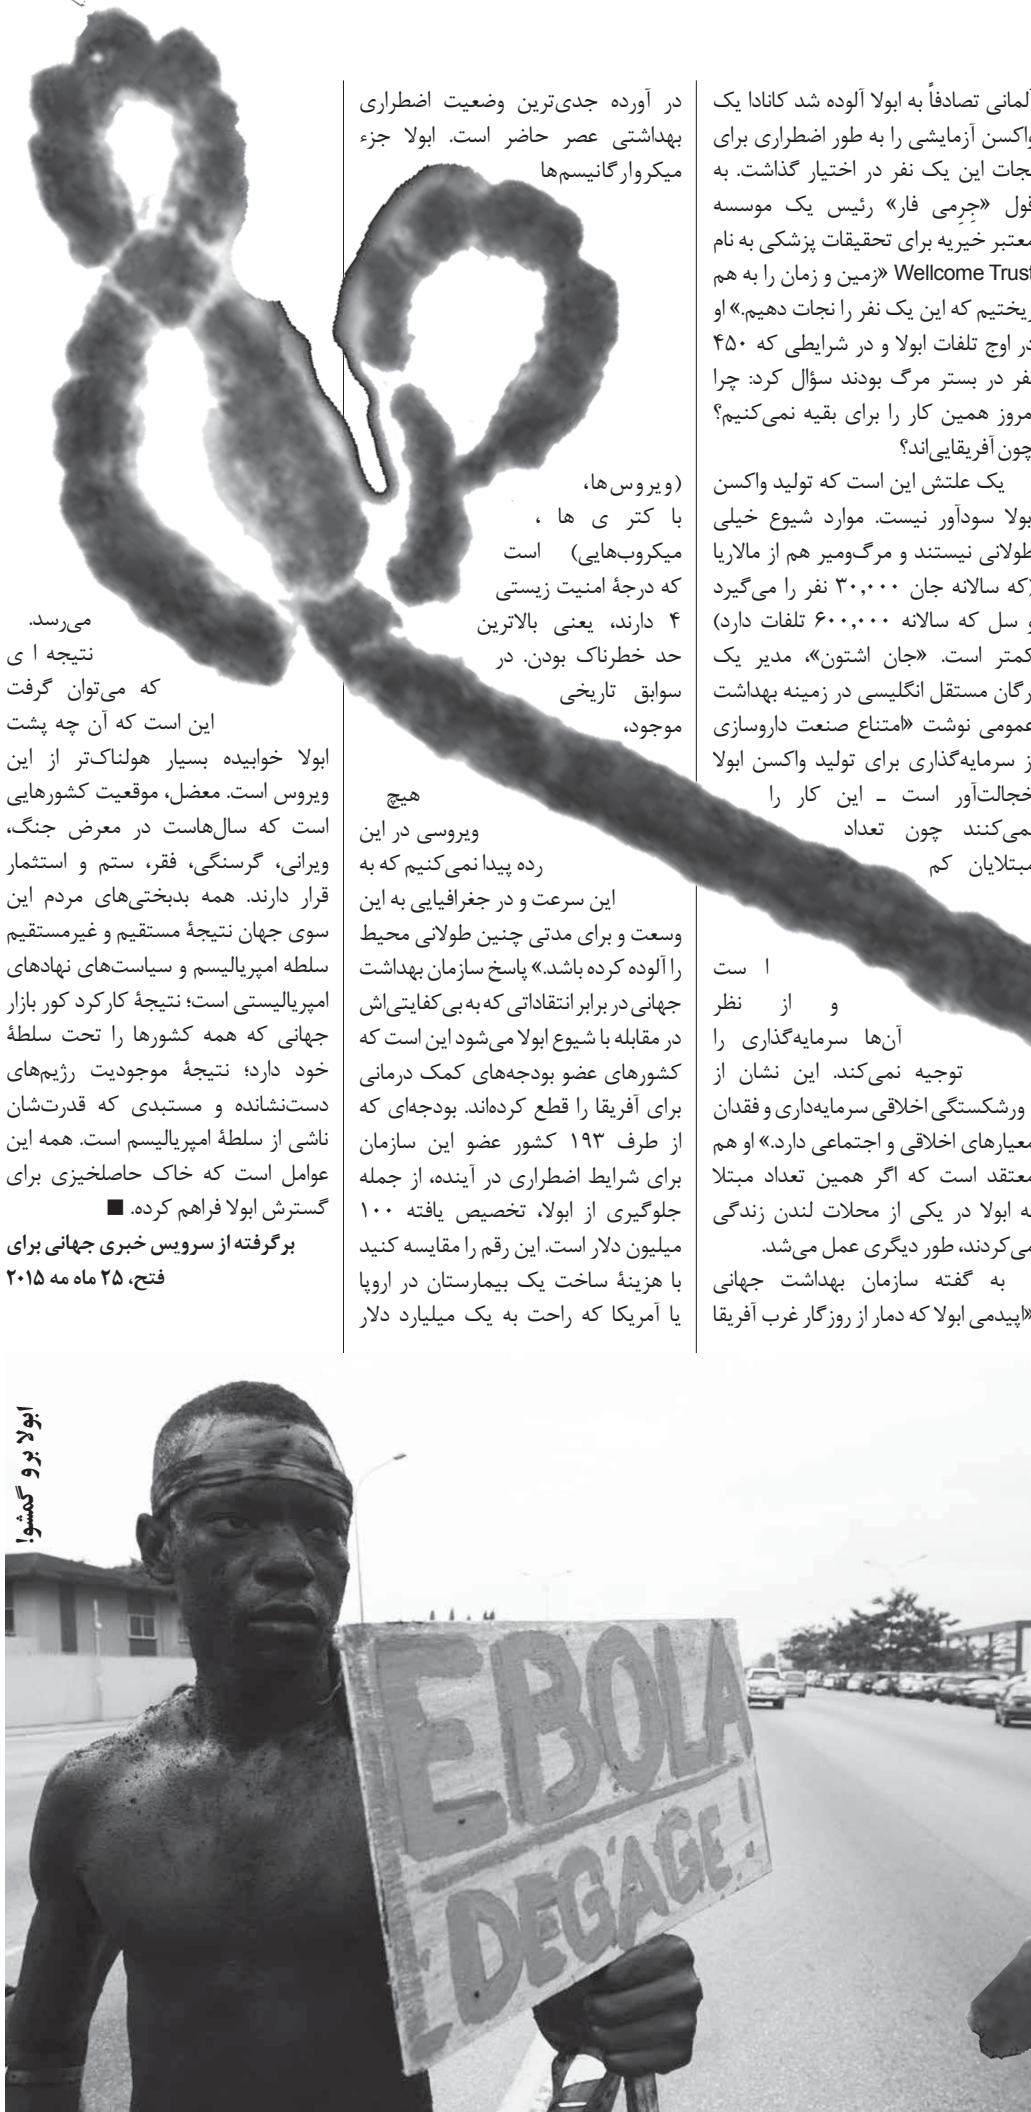 آلمانی تصادفاً به ابولا آلوده شد کانادا یک
واکسن آزمایشی را به طور اضطراری برای
نجات این یک نفر در اختیار گذاشت. به
قول «جِرِمی فار» رئیس یک موسسه
معتبر خیریه برای تحقیقات پزشکی به نام
Wellcome Trust «زمین و زمان را به هم
ریختیم که این یک نفر را نجات دهیم.» او
در اوج تلفات ابولا و در شرایطی که ۴۵۰
نفر در بستر مرگ بودند سؤال کرد: چرا
امروز همین کار را برای بقیه نمی‌کنیم؟
چون آفریقایی‌اند؟
یک علتش این است که تولید واکسن
ابولا سودآور نیست. موارد شیوع خیلی
طولانی نیستند و مرگ‌ومیر هم از مالاریا
(که سالانه جان ۳۰,۰۰۰ نفر را می‌گیرد
و سل که سالانه ۶۰۰,۰۰۰ تلفات دارد)
کمتر است. «جان اشتون»، مدیر یک
ارگان مستقل انگلیسی در زمینه بهداشت
عمومی نوشت «امتناع صنعت داروسازی
از سرمایه‌گذاری برای تولید واکسن ابولا
خجالت‌آور است ـ این کار را
نمی‌کنند چون تعداد
مبتلایان کم
ا ست
و از نظر
آن‌ها سرمایه‌گذاری را
توجیه نمی‌کند. این نشان از
ورشکستگی اخلاقی سرمایه‌داری و فقدان
معیارهای اخلاقی و اجتماعی دارد.» او هم
معتقد است که اگر همین تعداد مبتلا
به ابولا در یکی از محلات لندن زندگی
می‌کردند، طور دیگری عمل می‌شد.
به گفته سازمان بهداشت جهانی
«اپیدمی ابولا که دمار از روزگار غرب آفریقا
در آورده جدی‌ترین وضعیت اضطراری
بهداشتی عصر حاضر است. ابولا جزء
میکروارگانیسم‌ها
(ویروس‌ها،
با کتر ی ها ،
میکروب‌هایی) است
که درجهٔ امنیت زیستی
۴ دارند، یعنی بالاترین
حد خطرناک بودن. در
سوابق تاریخی
موجود،
هیچ
ویروسی در این
رده پیدا نمی‌کنیم که به
این سرعت و در جغرافیایی به این
وسعت و برای مدتی چنین طولانی محیط
را آلوده کرده باشد.» پاسخ سازمان بهداشت
جهانی در برابر انتقاداتی که به بی‌کفایتی‌اش
در مقابله با شیوع ابولا می‌شود این است که
کشورهای عضو بودجه‌های کمک درمانی
برای آفریقا را قطع کرده‌اند. بودجه‌ای که
از طرف ۱۹۳ کشور عضو این سازمان
برای شرایط اضطراری در آینده، از جمله
جلوگیری از ابولا، تخصیص یافته ۱۰۰
میلیون دلار است. این رقم را مقایسه کنید
با هزینهٔ ساخت یک بیمارستان در اروپا
یا آمریکا که راحت به یک میلیارد دلار
می‌رسد.
نتیجه ا ی
که می‌توان گرفت
این است که آن چه پشت
ابولا خوابیده بسیار هولناک‌تر از این
ویروس است. معضل، موقعیت کشورهایی
است که سال‌هاست در معرض جنگ،
ویرانی، گرسنگی، فقر، ستم و استثمار
قرار دارند. همه بدبختی‌های مردم این
سوی جهان نتیجهٔ مستقیم و غیرمستقیم
سلطه امپریالیسم و سیاست‌های نهادهای
امپریالیستی است؛ نتیجهٔ کارکرد کور بازار
جهانی که همه کشورها را تحت سلطهٔ
خود دارد؛ نتیجهٔ موجودیت رژیم‌های
دست‌نشانده و مستبدی که قدرت‌شان
ناشی از سلطهٔ امپریالیسم است. همه این
عوامل است که خاک حاصلخیزی برای
گسترش ابولا فراهم کرده. ■
برگرفته از سرویس خبری جهانی برای
فتح، ۲۵ ماه مه ۲۰۱۵
ابولا برو گمشو!
EBOLA
DEGAGE !